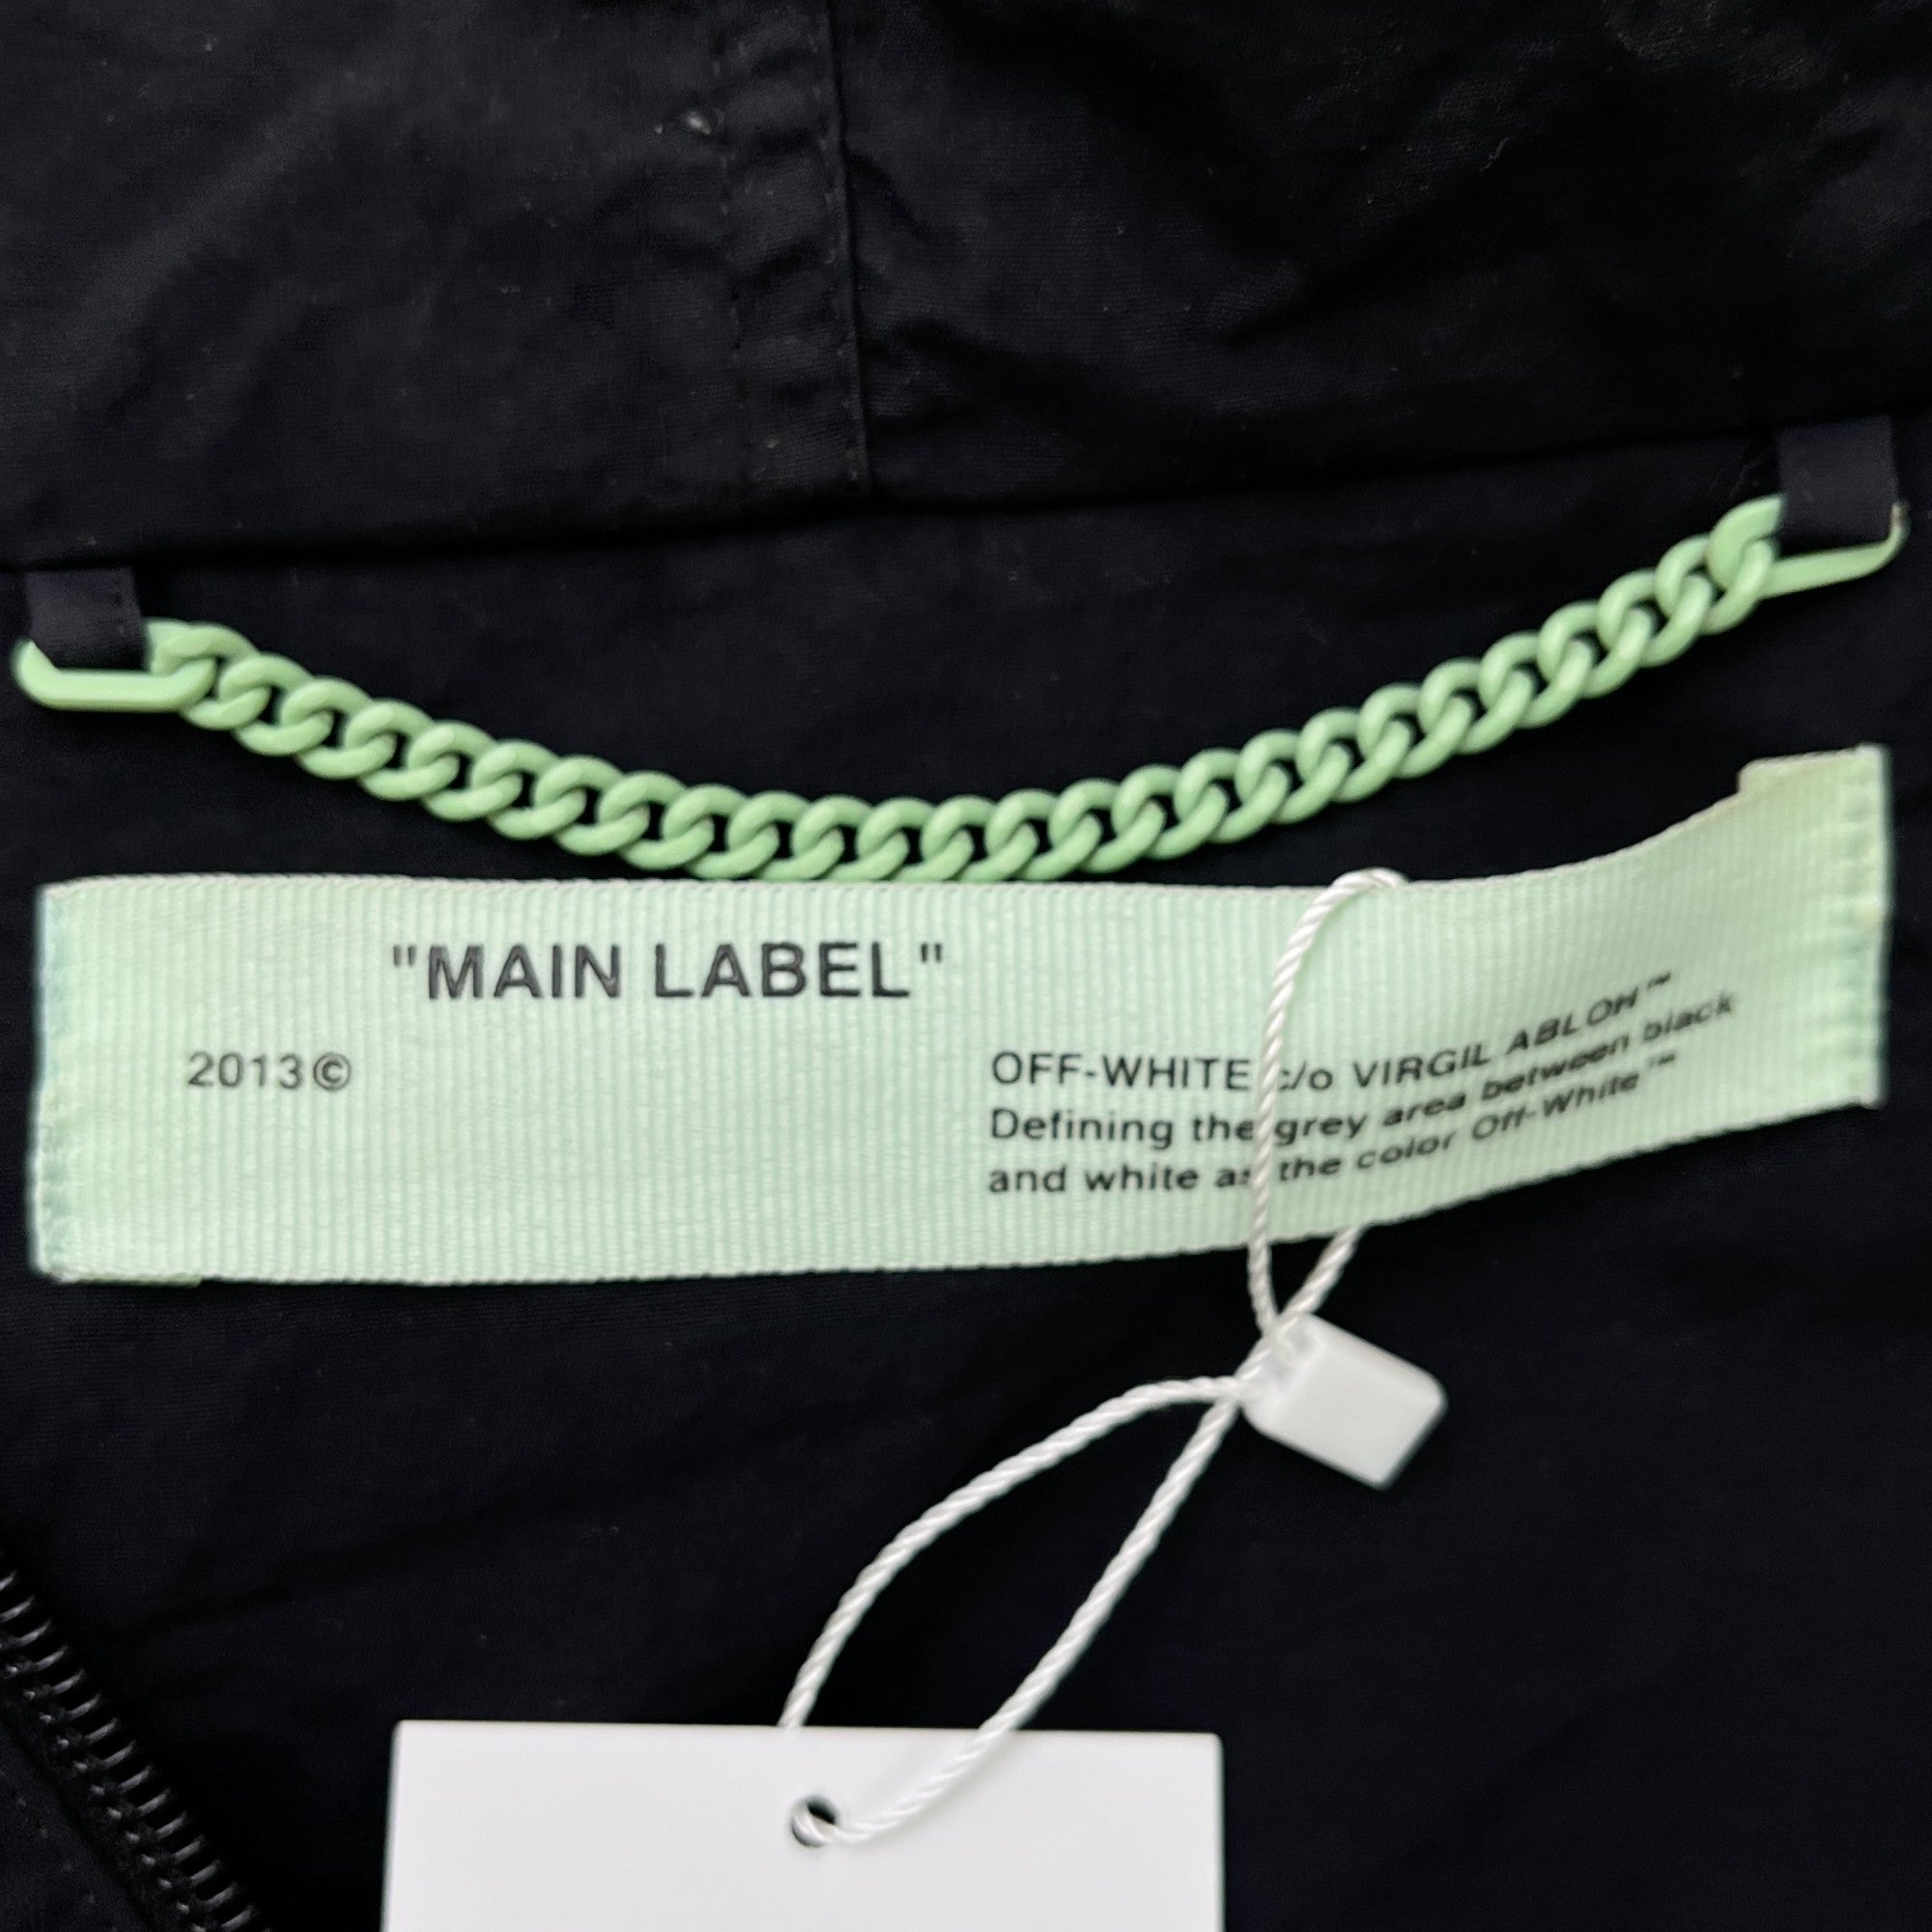 "MAIN LABEL"
2013©
OFF-WHITE c/o VIRGIL ABLOH™
Defining the grey area between black
and white as the color Off-White™